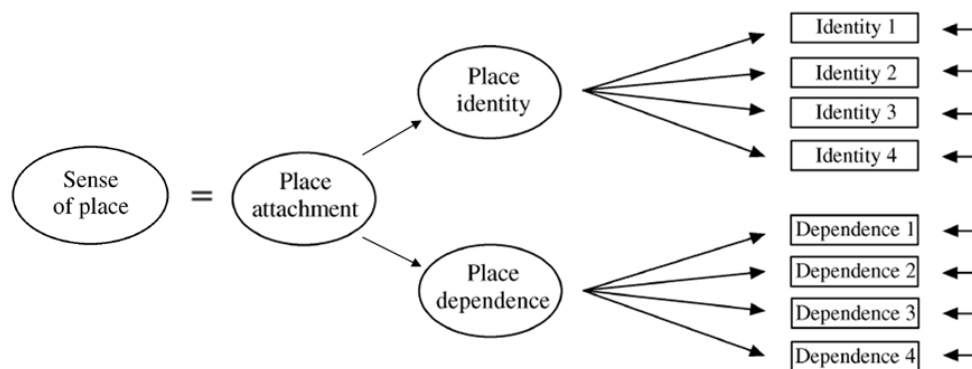 Sense
of place
=
Place
attachment
Place
identity
Place
dependence
Identity 1
Identity 2
Identity 3
Identity 4
Dependence 1
Dependence 2
Dependence 3
Dependence 4